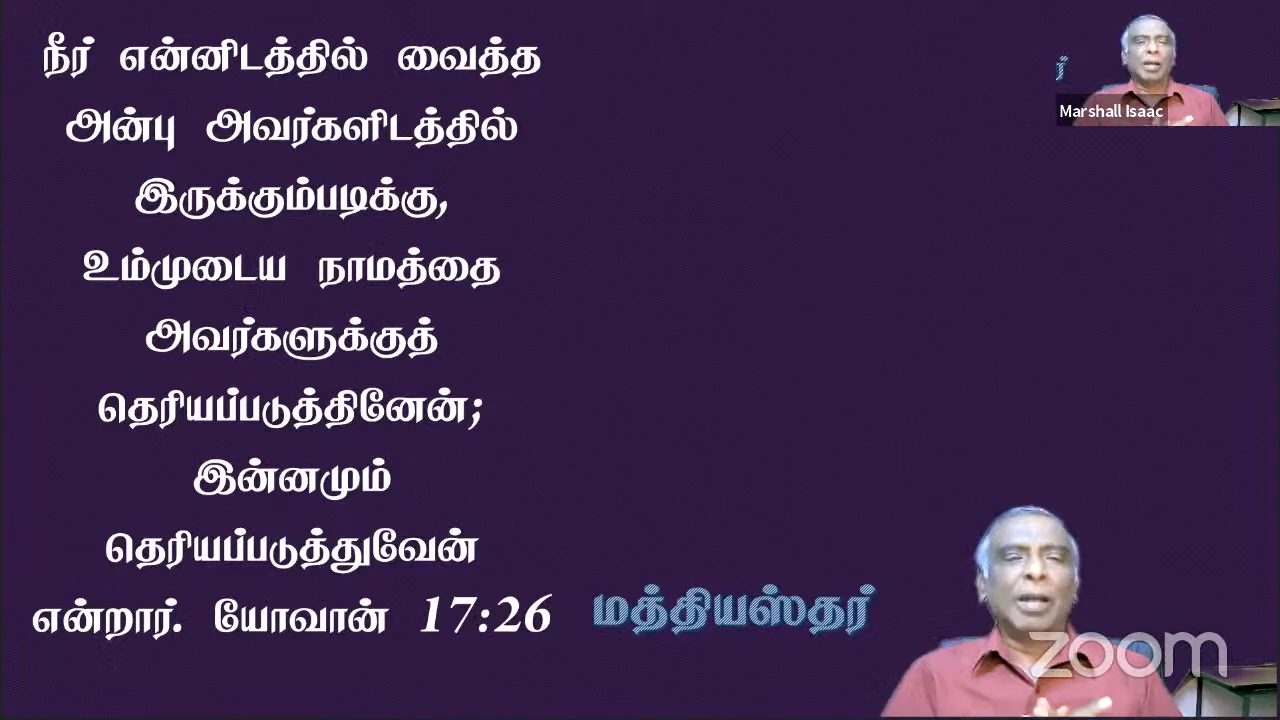 நீர் என்னிடத்தில் வைத்த
அன்பு அவர்களிடத்தில்
இருக்கும்படிக்கு,
உம்முடைய நாமத்தை
அவர்களுக்குத்
தெரியப்படுத்தினேன்;
இன்னமும்
தெரியப்படுத்துவேன்
என்றார். யோவான் 17:26
மத்தியஸ்தர்
ர்
Marshall Isaac
zoom